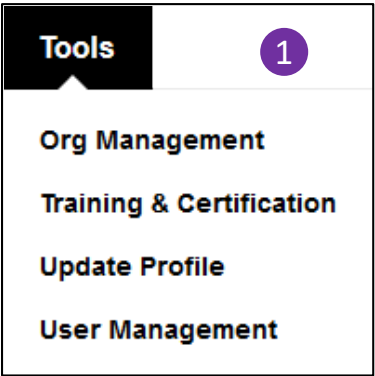 Tools 1
Org Management
Training & Certification
Update Profile
User Management